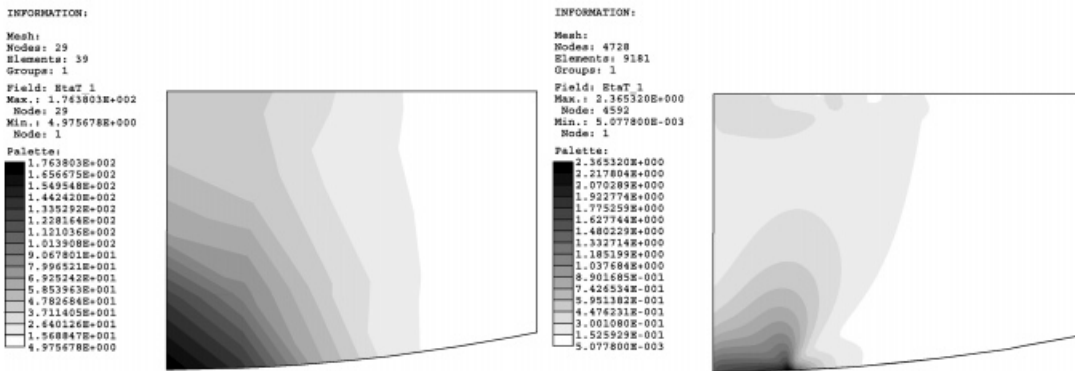 INFORMATION:
Mesh:
Nodes: 29
Elements: 39
Groups: 1
Field: EtaT_1
Max.: 1.763803E+002
Node: 29
Min.: 4.975678E+000
Node: 1
Palette:
1.763803E+002
1.656675E+002
1.549548E+002
1.442420E+002
1.335292E+002
1.228164E+002
1.121036E+002
1.013908E+002
9.067801E+001
7.996521E+001
6.925242E+001
5.853963E+001
4.782684E+001
3.711405E+001
2.640126E+001
1.568847E+001
4.975678E+000
INFORMATION:
Mesh:
Nodes: 4728
Elements: 9181
Groups: 1
Field: EtaT_1
Max.: 2.365320E+000
Node: 4592
Min.: 5.077800E-003
Node: 1
Palette:
2.365320E+000
2.217804E+000
2.070289E+000
1.922774E+000
1.775259E+000
1.627744E+000
1.480229E+000
1.332714E+000
1.185199E+000
1.037684E+000
8.901685E-001
7.426534E-001
5.951382E-001
4.476231E-001
3.001080E-001
1.525929E-001
5.077800E-003